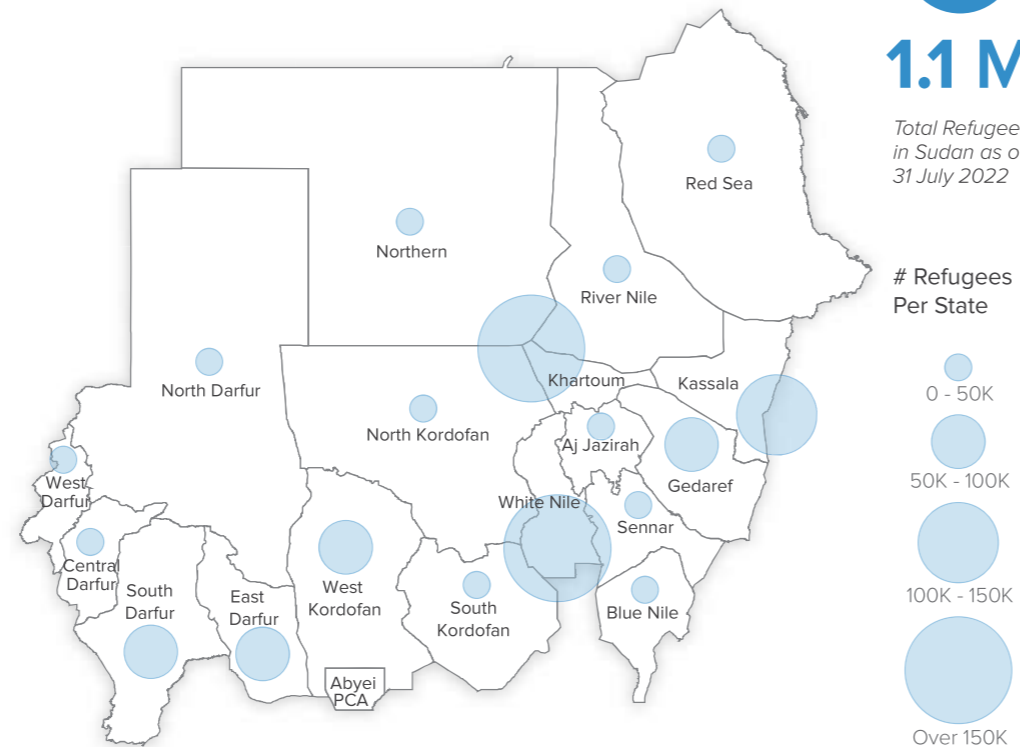 1.1 M
Total Refugee
in Sudan as o
31 July 2022
Red Sea
Northern
River Nile
# Refugees
Per State
Khartoum
Kassala
0 - 50K
North Darfur
North Kordofan
Aj Jazirah
50K - 100K
West
Darfur
Gedaref
White Nile
Sennar
Central
Darfur
South
Darfur
East
Darfur
West
Kordofan
South
Kordofan
Blue Nile
100K - 150K
Abyei
PCA
Over 150K